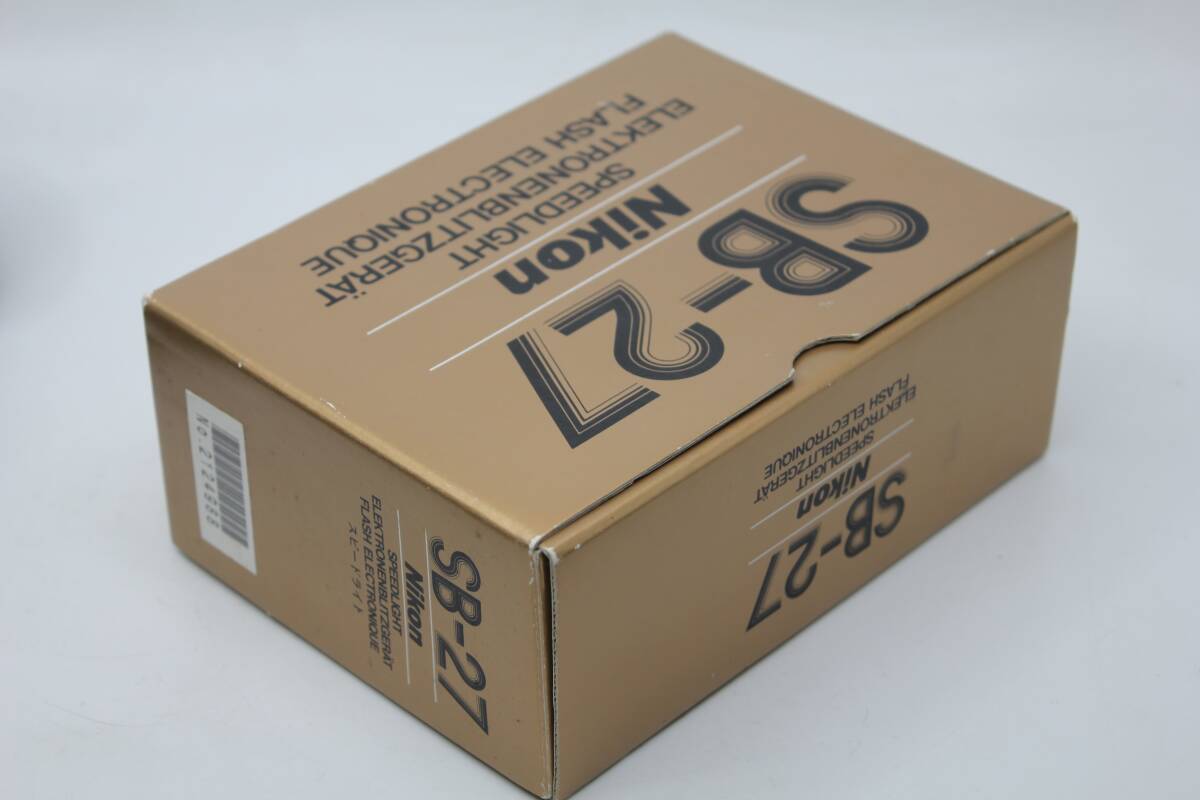 SB-27
Nikon
SPEEDLIGHT
ELEKTRONENBLITZGERÄT
FLASH ELECTRONIQUE
SB-27
Nikon
SPEEDLIGHT
ELEKTRONENBLITZGERÄT
FLASH ELECTRONIQUE
SB-27
Nikon
SPEEDLIGHT
ELEKTRONENBLITZGERÄT
FLASH ELECTRONIQUE
スピードライト